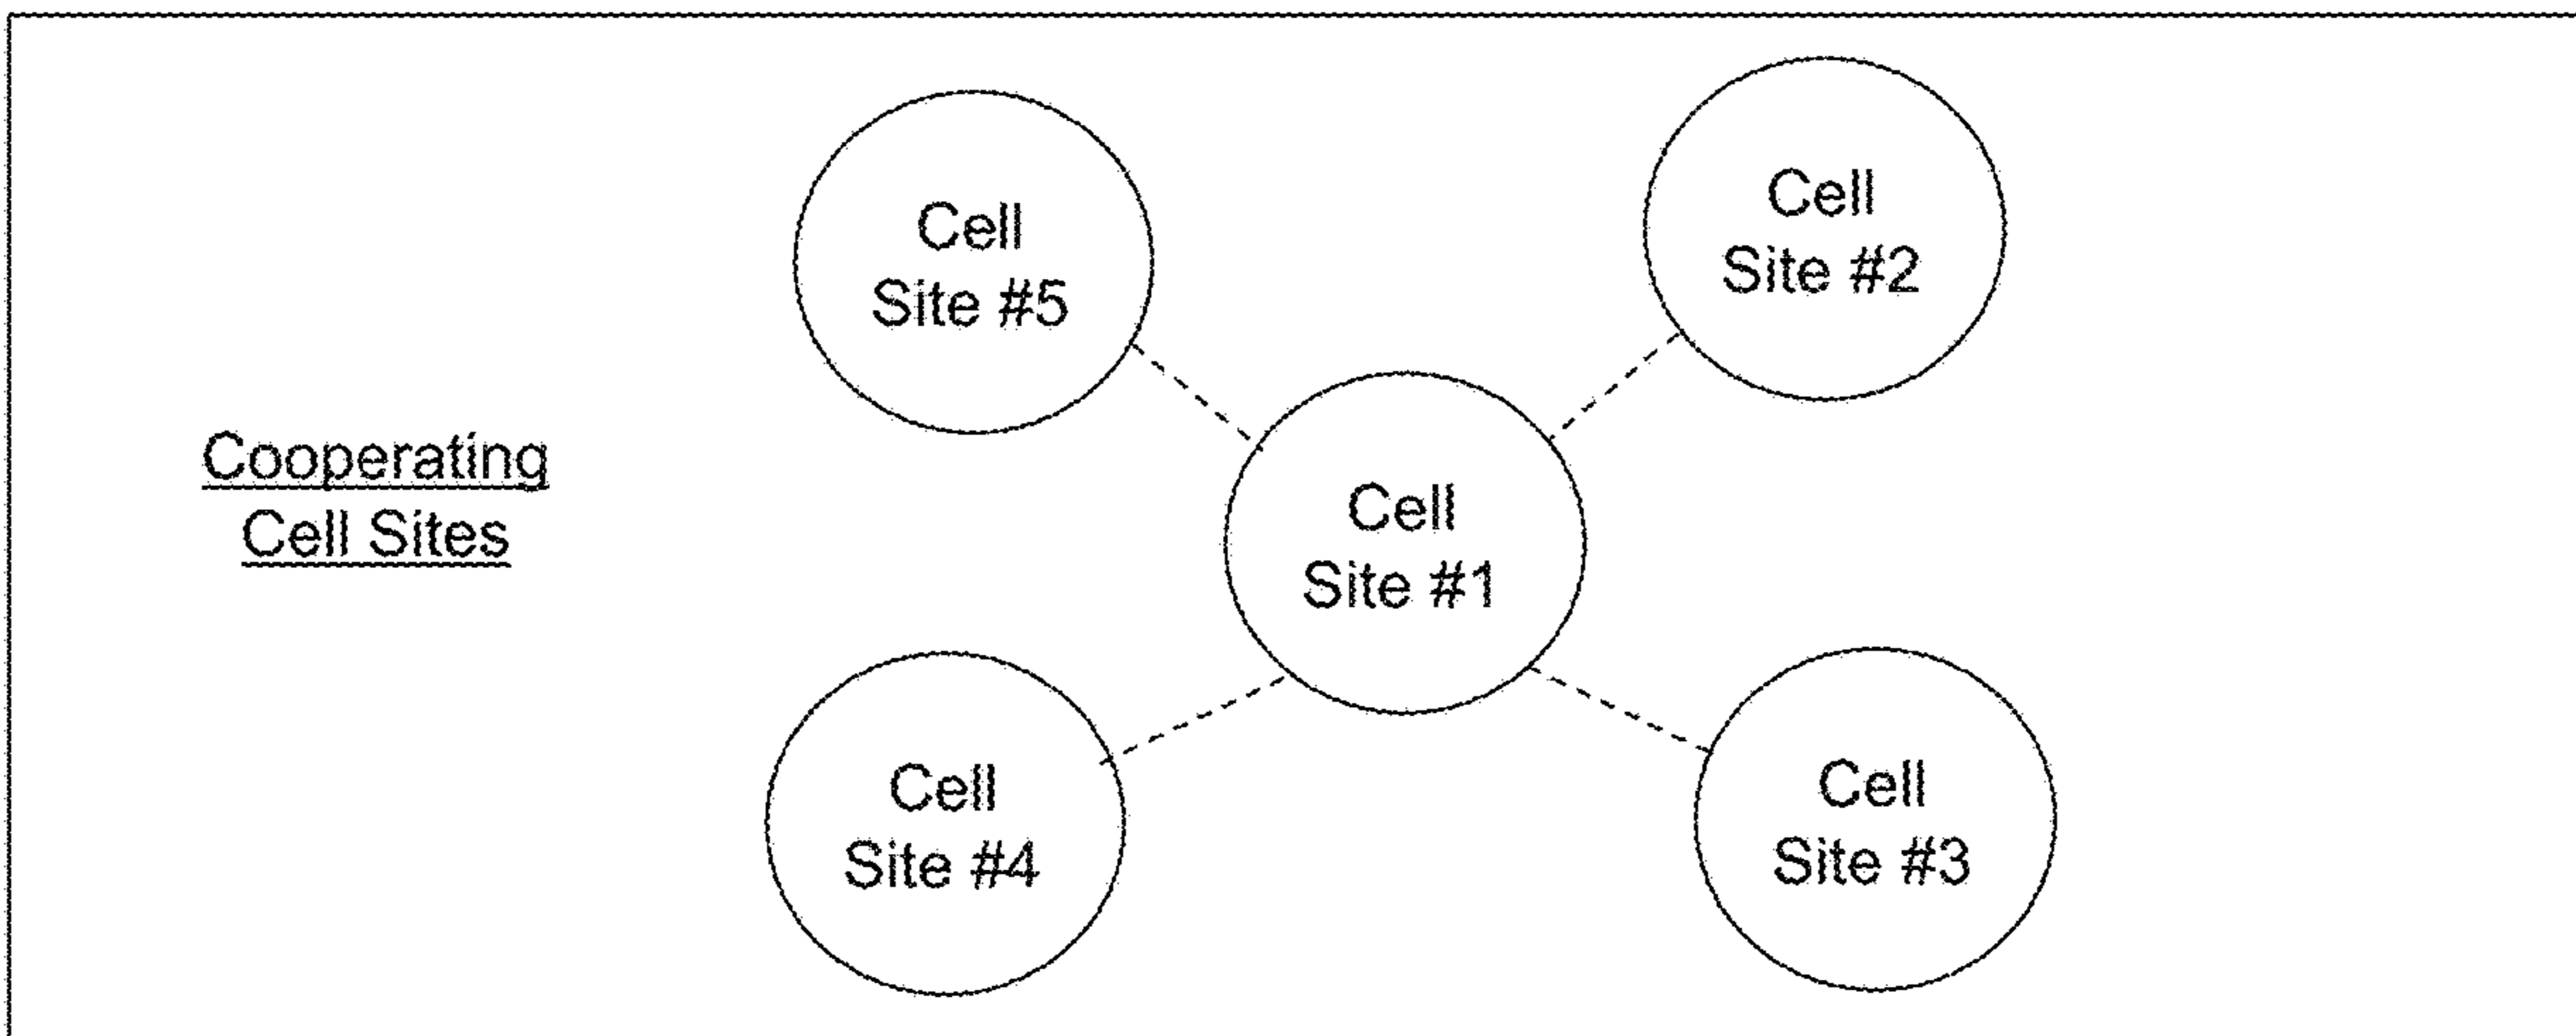 Cooperating
Cell Sites
Cell
Site #5
Cell
Site #2
Cell
Site #1
Cell
Site #4
Cell
Site #3